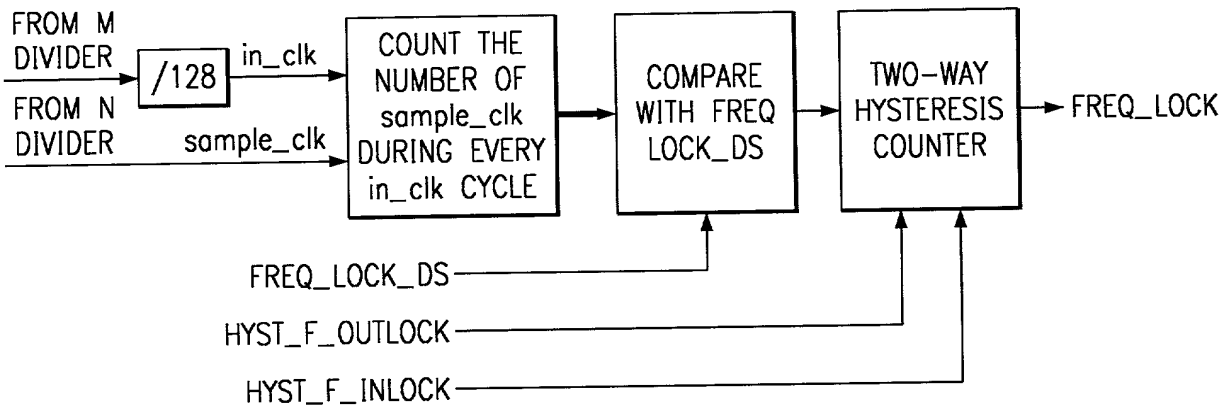 FROM M
DIVIDER
/128
in_clk
FROM N
DIVIDER
sample_clk
COUNT THE
NUMBER OF
sample_clk
DURING EVERY
in_clk CYCLE
COMPARE
WITH FREQ
LOCK_DS
TWO-WAY
HYSTERESIS
COUNTER
FREQ_LOCK
FREQ_LOCK_DS
HYST_F_OUTLOCK
HYST_F_INLOCK